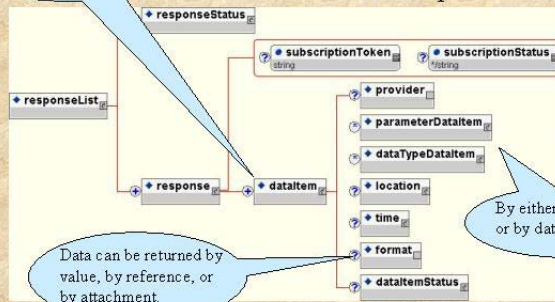 responseStatus
subscriptionToken
string
subscriptionStatus
*/string
provider
responseList
parameterDataItem
dataTypeDataItem
response
dataItem
location
time
By either
or by dat
format
Data can be returned by
value, by reference, or
by attachment.
dataItemStatus